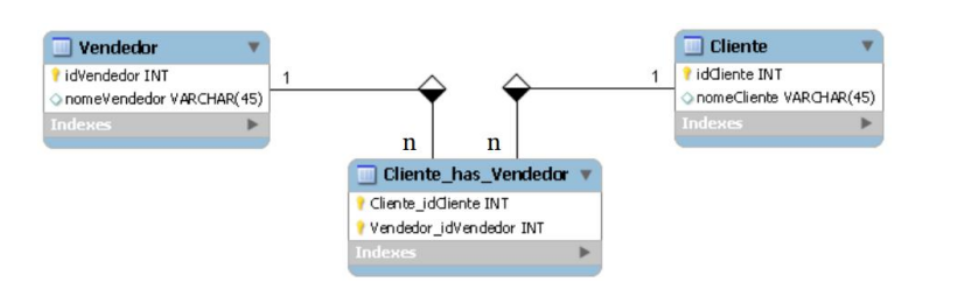 Vendedor
idVendedor INT
nomeVendedor VARCHAR(45)
Indexes
1
1
Cliente
idCliente INT
nomeCliente VARCHAR(45)
Indexes
n
n
Cliente_has_Vendedor
Cliente_idCliente INT
Vendedor_idVendedor INT
Indexes